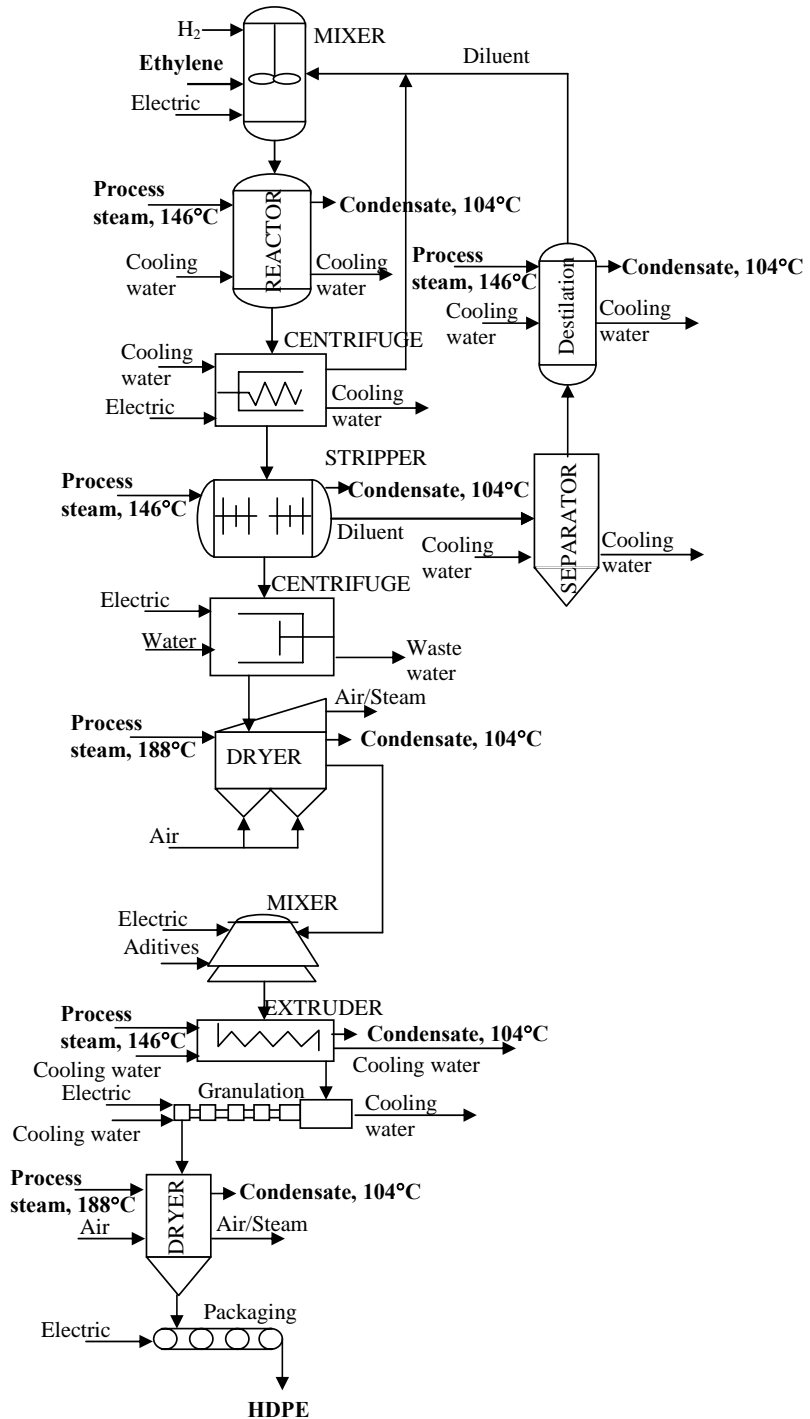 H₂
MIXER
Ethylene
Electric
Diluent
Process
steam, 146°C
Condensate, 104°C
REACTOR
Cooling
water
Cooling
water
Process
steam, 146°C
Condensate, 104°C
Destilation
Cooling
water
Cooling
water
CENTRIFUGE
Cooling
water
Electric
Cooling
water
STRIPPER
Process
steam, 146°C
Condensate, 104°C
Diluent
SEPARATOR
Cooling
water
Cooling
water
CENTRIFUGE
Electric
Water
Waste
water
Air/Steam
Process
steam, 188°C
Condensate, 104°C
DRYER
Air
MIXER
Electric
Aditives
EXTRUDER
Process
steam, 146°C
Condensate, 104°C
Cooling water
Cooling water
Granulation
Electric
Cooling water
Cooling
water
Process
steam, 188°C
Condensate, 104°C
DRYER
Air
Air/Steam
Packaging
Electric
HDPE